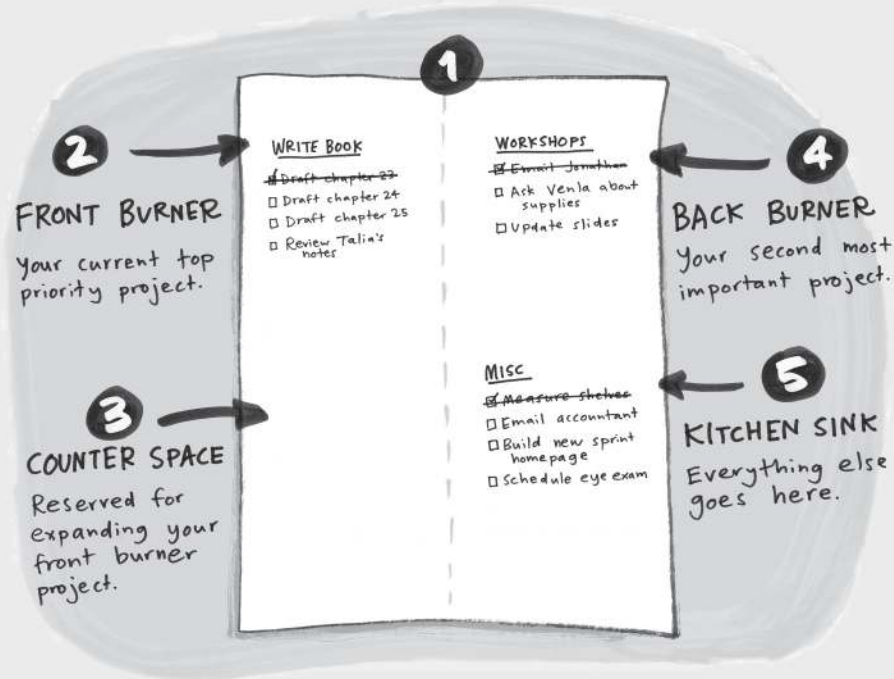 1
2
FRONT BURNER
Your current top
priority project.
WRITE BOOK
Draft chapter 23
Draft chapter 24
Draft chapter 25
Review Talia's
notes
3
COUNTER SPACE
Reserved for
expanding your
front burner
project.
WORKSHOPS
Email Jonathan
Ask Venla about
supplies
Update slides
4
BACK BURNER
Your second most
important project.
MISC
Measure shelves
Email accountant
Build new sprint
homepage
Schedule eye exam
5
KITCHEN SINK
Everything else
goes here.